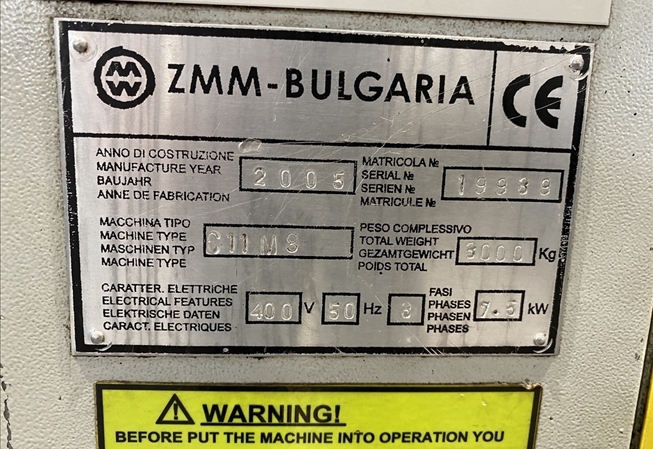 ZMM-BULGARIA CE
ANNO DI COSTRUZIONE
MANUFACTURE YEAR
BAUJAHR
ANNE DE FABRICATION
2005
MATRICOLA №
SERIAL №
SERIEN №
MATRICULE №
19989
MACCHINA TIPO
MACHINE TYPE
MASCHINEN TYP
MACHINE TYPE
C11MS
PESO COMPLESSIVO
TOTAL WEIGHT
GEZAMTGEWICHT
POIDS TOTAL
3000 Kg
CARATTER. ELETTRICHE
ELECTRICAL FEATURES
ELEKTRISCHE DATEN
CARACT. ELECTRIQUES
400 V 50 Hz 3
FASI
PHASES
PHASEN
PHASES
7.5 kW
WARNING!
BEFORE PUT THE MACHINE INTO OPERATION YOU